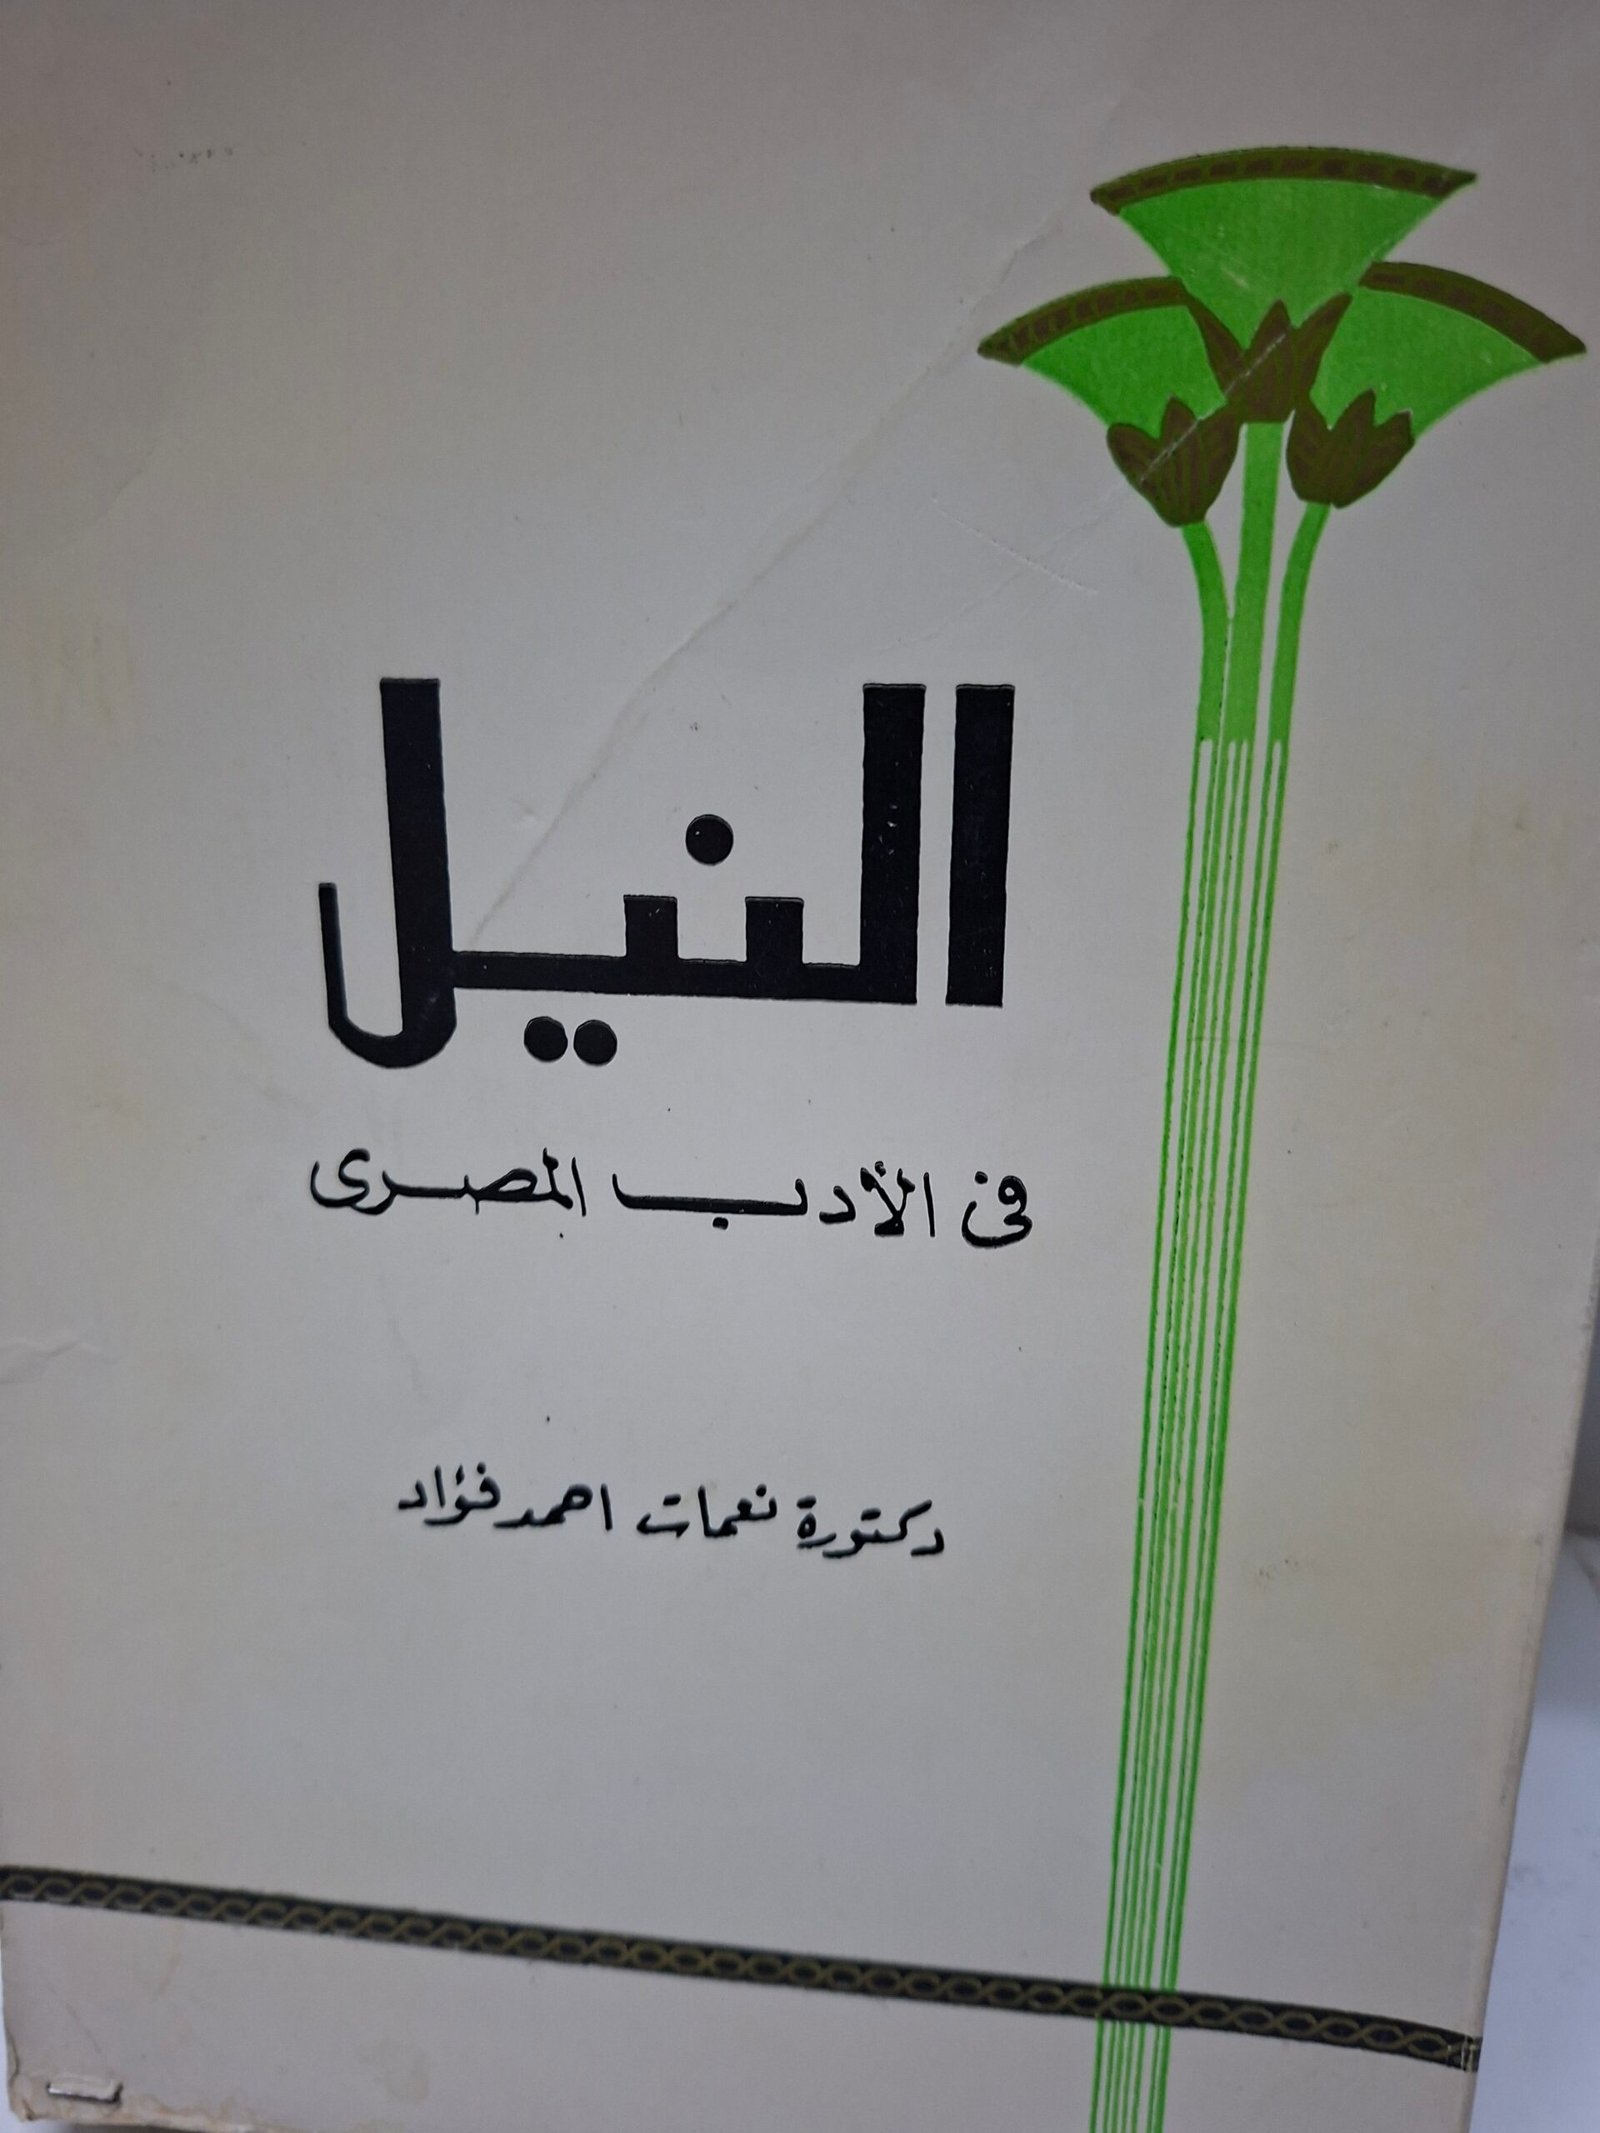 النيل
فى الأدب المصرى
دكتورة نعمات احمد فؤاد